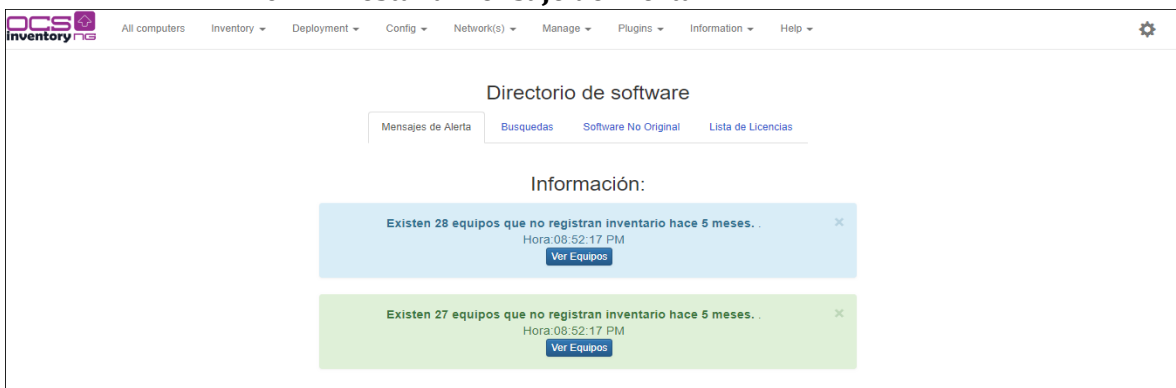 OCS
inventory NG
All computers Inventory Deployment Config Network(s) Manage Plugins Information Help
Directorio de software
Mensajes de Alerta Busquedas Software No Original Lista de Licencias
Información:
Existen 28 equipos que no registran inventario hace 5 meses. . ×
Hora:08:52:17 PM
Ver Equipos
Existen 27 equipos que no registran inventario hace 5 meses. . ×
Hora:08:52:17 PM
Ver Equipos